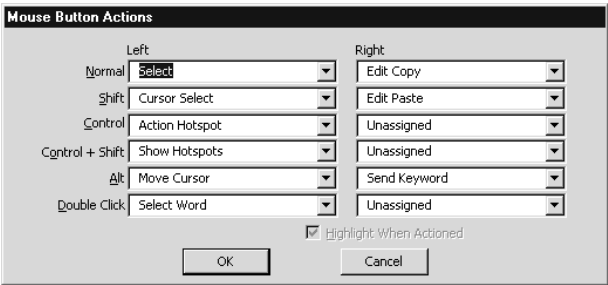 Mouse Button Actions
Left Right
Normal Select Edit Copy
Shift Cursor Select Edit Paste
Control Action Hotspot Unassigned
Control + Shift Show Hotspots Unassigned
Alt Move Cursor Send Keyword
Double Click Select Word Unassigned
Highlight When Actioned
OK Cancel